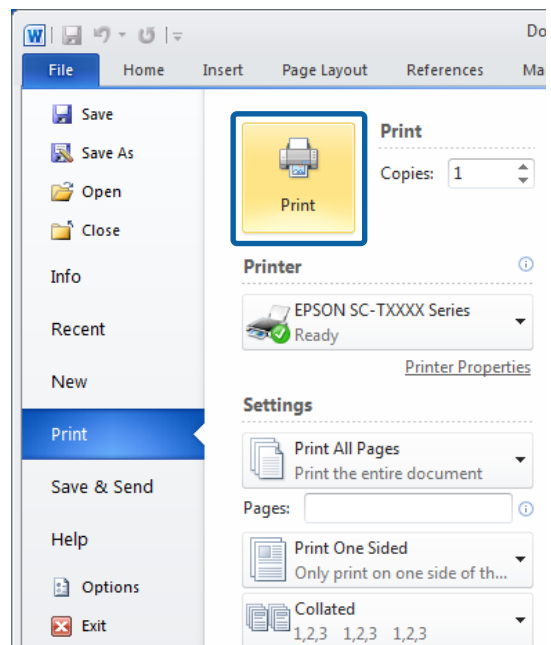 W
Do
File Home Insert Page Layout References Ma
Save
Save As
Open
Close
Info
Recent
New
Print
Save & Send
Help
Options
Exit
Print
Print
Copies: 1
Printer
EPSON SC-TXXXX Series
Ready
Printer Properties
Settings
Print All Pages
Print the entire document
Pages:
Print One Sided
Only print on one side of th...
Collated
1,2,3 1,2,3 1,2,3